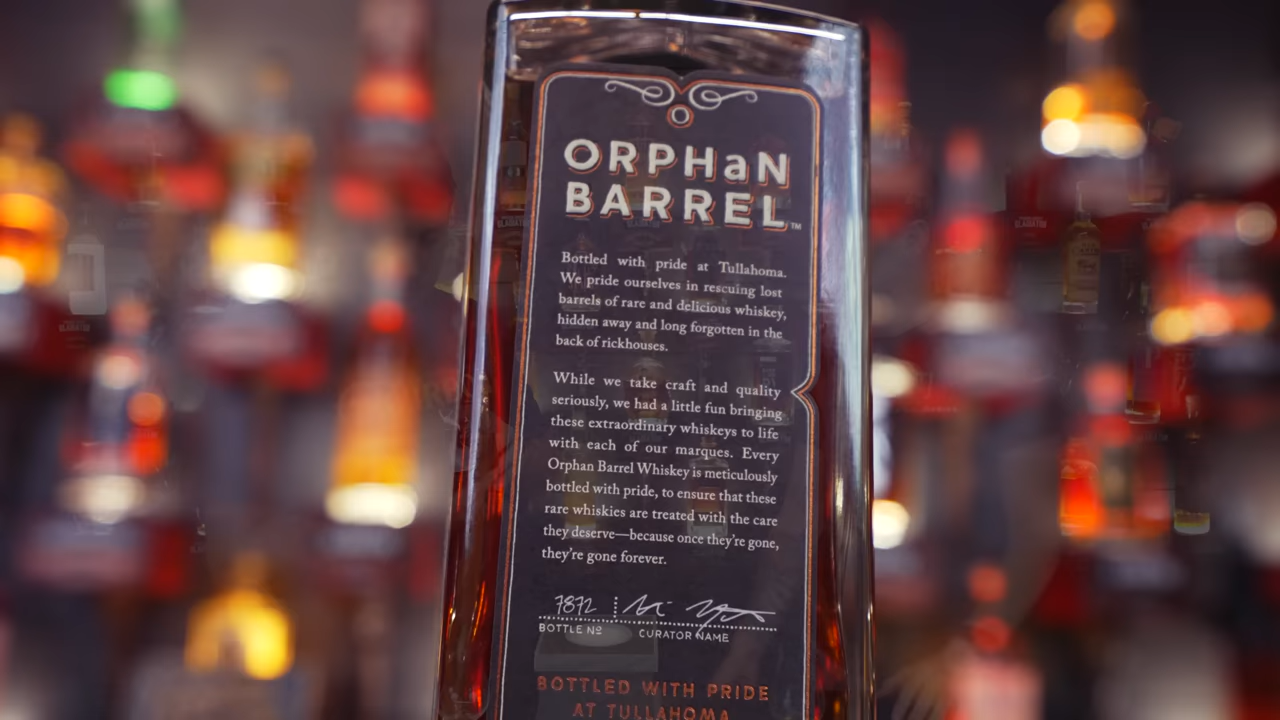 ORPHaN
BARREL™
Bottled with pride at Tullahoma.
We pride ourselves in rescuing lost
barrels of rare and delicious whiskey,
hidden away and long forgotten in the
back of rickhouses.
While we take craft and quality
seriously, we had a little fun bringing
these extraordinary whiskeys to life
with each of our marques. Every
Orphan Barrel Whiskey is meticulously
bottled with pride, to ensure that these
rare whiskies are treated with the care
they deserve—because once they're gone,
they're gone forever.
7872
BOTTLE Nº CURATOR NAME
BOTTLED WITH PRIDE
AT TULLAHOMA